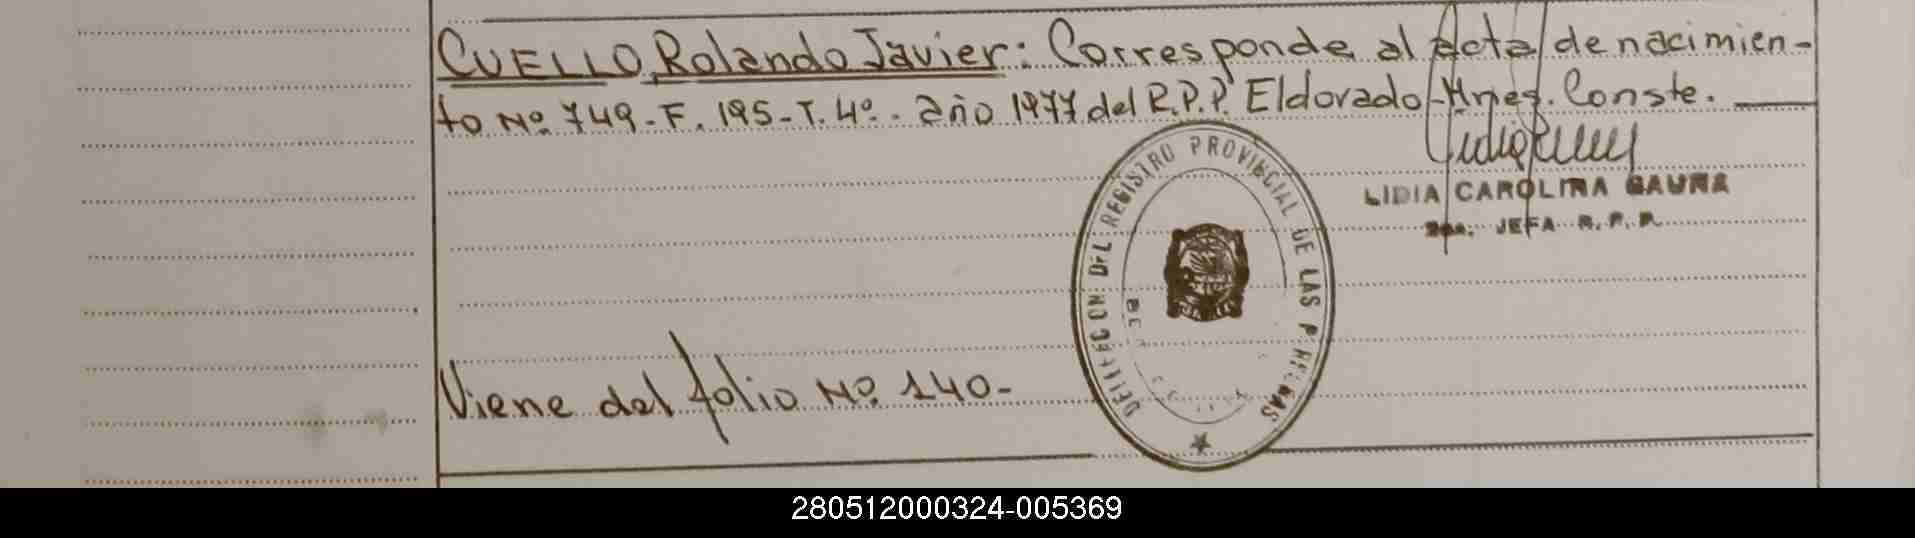 CUELLO, Rolando Javier: Corresponde al acta de nacimien-
to Nº 749-F. 195-T. 4º.- año 1977 del R.P.P. Eldorado-Mnes. Conste.
LIDIA CAROLINA GAUNA
JEFA R. P. P.
DEL REGISTRO PROVINCIAL DE LAS PERSONAS
Viene del folio Nº 140-
280512000324-005369